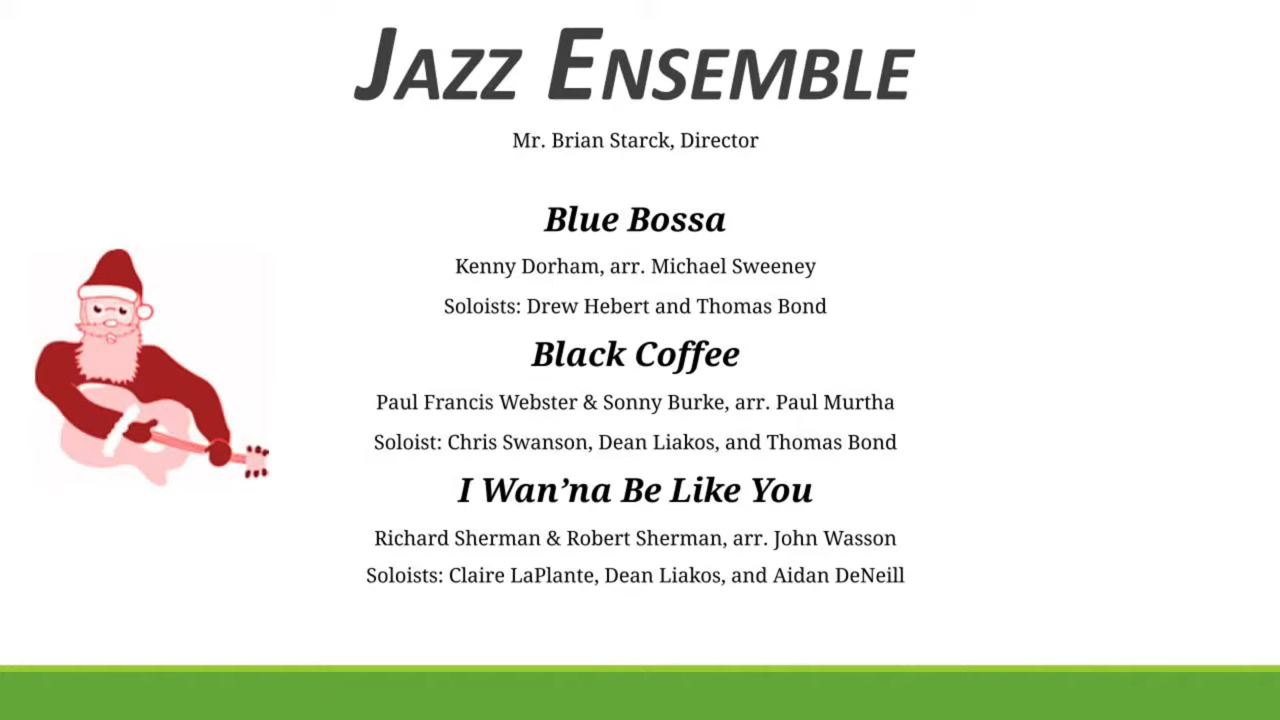 Jazz Ensemble
Mr. Brian Starck, Director
Blue Bossa
Kenny Dorham, arr. Michael Sweeney
Soloists: Drew Hebert and Thomas Bond
Black Coffee
Paul Francis Webster & Sonny Burke, arr. Paul Murtha
Soloist: Chris Swanson, Dean Liakos, and Thomas Bond
I Wan’na Be Like You
Richard Sherman & Robert Sherman, arr. John Wasson
Soloists: Claire LaPlante, Dean Liakos, and Aidan DeNeill